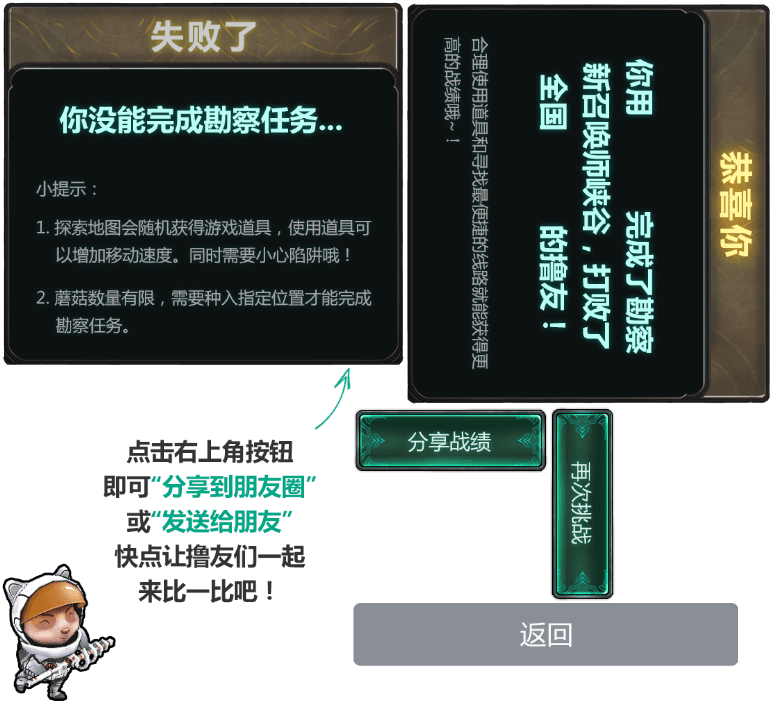 失败了
你没能完成勘察任务...
小提示：
1. 探索地图会随机获得游戏道具，使用道具可
以增加移动速度。同时需要小心陷阱哦！
2. 蘑菇数量有限，需要种入指定位置才能完成
勘察任务。
恭喜你
你用 完成了勘察
新召唤师峡谷，打败了
全国 的撸友！
合理使用道具和寻找最便捷的线路就能获得更
高的战绩哦~！
分享战绩
再次挑战
点击右上角按钮
即可“分享到朋友圈”
或“发送给朋友”
快点让撸友们一起
来比一比吧！
返回